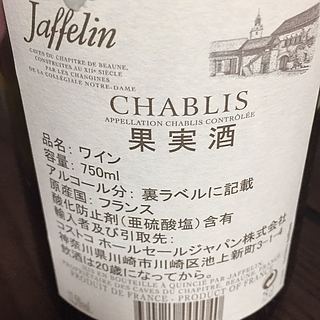 Jaffelin
CAVES DU CHAPITRE DE BEAUNE,
CONSTRUITES AU XIIe SIÈCLE
PAR LES CHANOINES
DE LA COLLÉGIALE NOTRE-DAME
CHABLIS
APPELLATION CHABLIS CONTRÔLÉE
果実酒
品名: ワイン
容量: 750ml
アルコール分: 裏ラベルに記載
原産国: フランス
酸化防止剤(亜硫酸塩)含有
輸入者及び引取先:
コストコ ホールセールジャパン株式会社
神奈川県川崎市川崎区池上新町3-1-4
飲酒は20歳になってから。
PRODUIT DE FRANCE - PRODUCT OF FRANCE